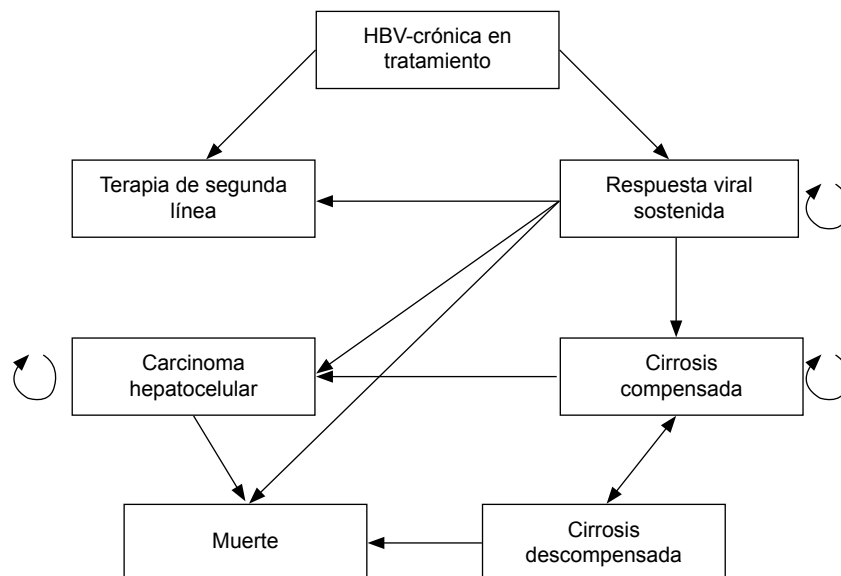 HBV-crónica en
tratamiento
Terapia de segunda
línea
Respuesta viral
sostenida
Carcinoma
hepatocelular
Cirrosis
compensada
Muerte
Cirrosis
descompensada